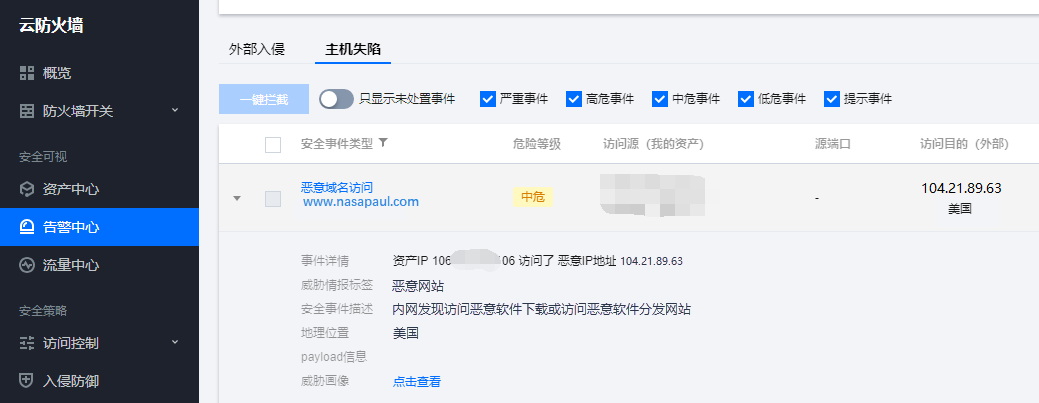 云防火墙
概览
防火墙开关
安全可视
资产中心
告警中心
流量中心
安全策略
访问控制
入侵防御
外部入侵 主机失陷
一键拦截 只显示未处置事件 严重事件 高危事件 中危事件 低危事件 提示事件
安全事件类型 危险等级 访问源（我的资产） 源端口 访问目的（外部）
恶意域名访问
www.nasapaul.com
中危
-
104.21.89.63
美国
事件详情 资产IP 106 06 访问了 恶意IP地址 104.21.89.63
威胁情报标签 恶意网站
安全事件描述 内网发现访问恶意软件下载或访问恶意软件分发网站
地理位置 美国
payload信息
威胁画像 点击查看